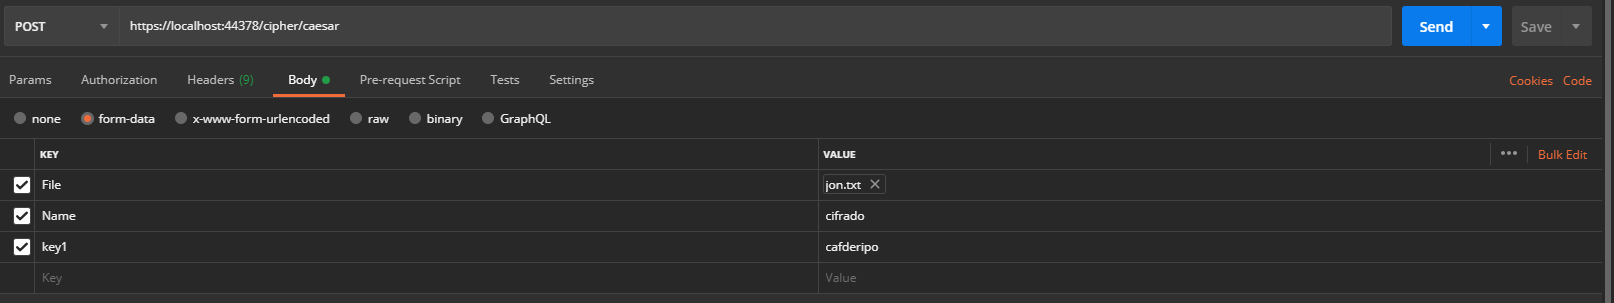 POST https://localhost:44378/cipher/caesar Send Save
Params Authorization Headers (9) Body Pre-request Script Tests Settings Cookies Code
none form-data x-www-form-urlencoded raw binary GraphQL
KEY VALUE ••• Bulk Edit
File jon.txt
Name cifrado
key1 cafderipo
Key Value